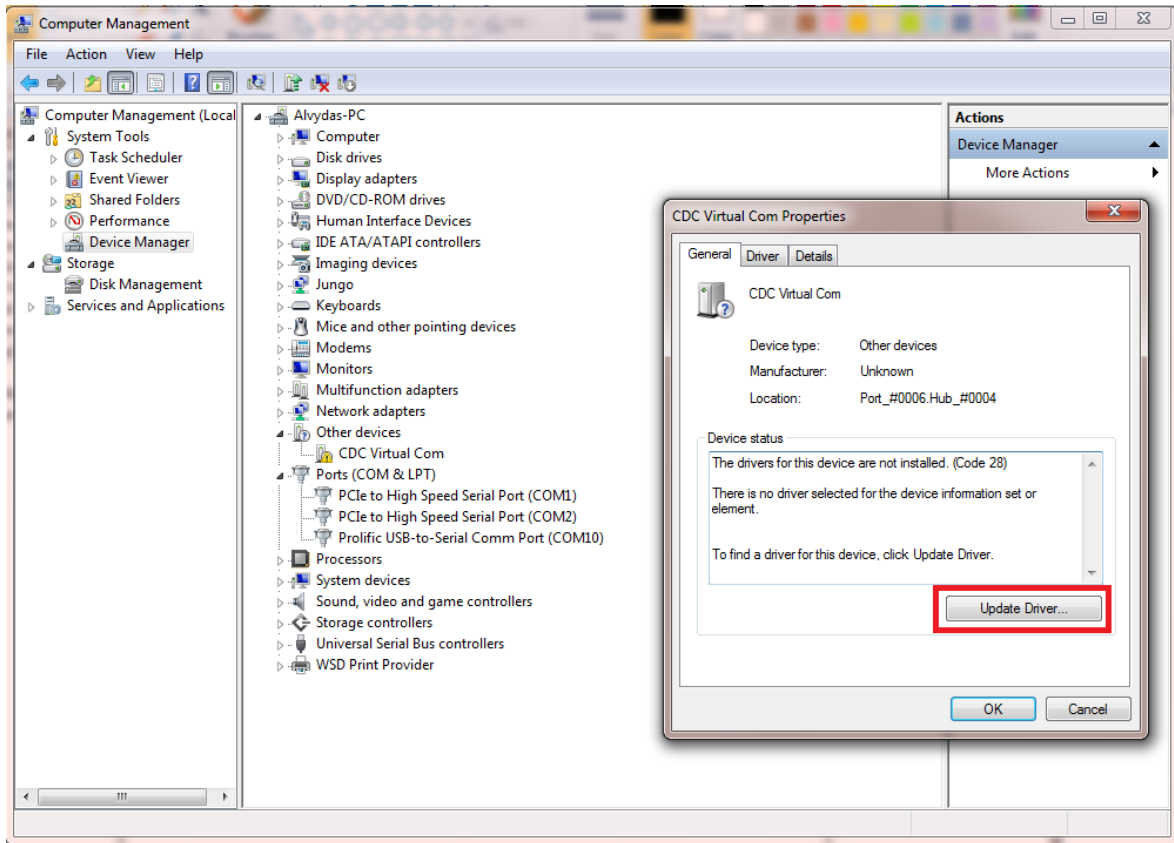 Computer Management
File Action View Help
Computer Management (Local
System Tools
Task Scheduler
Event Viewer
Shared Folders
Performance
Device Manager
Storage
Disk Management
Services and Applications
Alvydas-PC
Computer
Disk drives
Display adapters
DVD/CD-ROM drives
Human Interface Devices
IDE ATA/ATAPI controllers
Imaging devices
Jungo
Keyboards
Mice and other pointing devices
Modems
Monitors
Multifunction adapters
Network adapters
Other devices
CDC Virtual Com
Ports (COM & LPT)
PCIe to High Speed Serial Port (COM1)
PCIe to High Speed Serial Port (COM2)
Prolific USB-to-Serial Comm Port (COM10)
Processors
System devices
Sound, video and game controllers
Storage controllers
Universal Serial Bus controllers
WSD Print Provider
Actions
Device Manager
More Actions
CDC Virtual Com Properties
General Driver Details
CDC Virtual Com
Device type: Other devices
Manufacturer: Unknown
Location: Port_#0006.Hub_#0004
Device status
The drivers for this device are not installed. (Code 28)
There is no driver selected for the device information set or
element.
To find a driver for this device, click Update Driver.
Update Driver...
OK Cancel